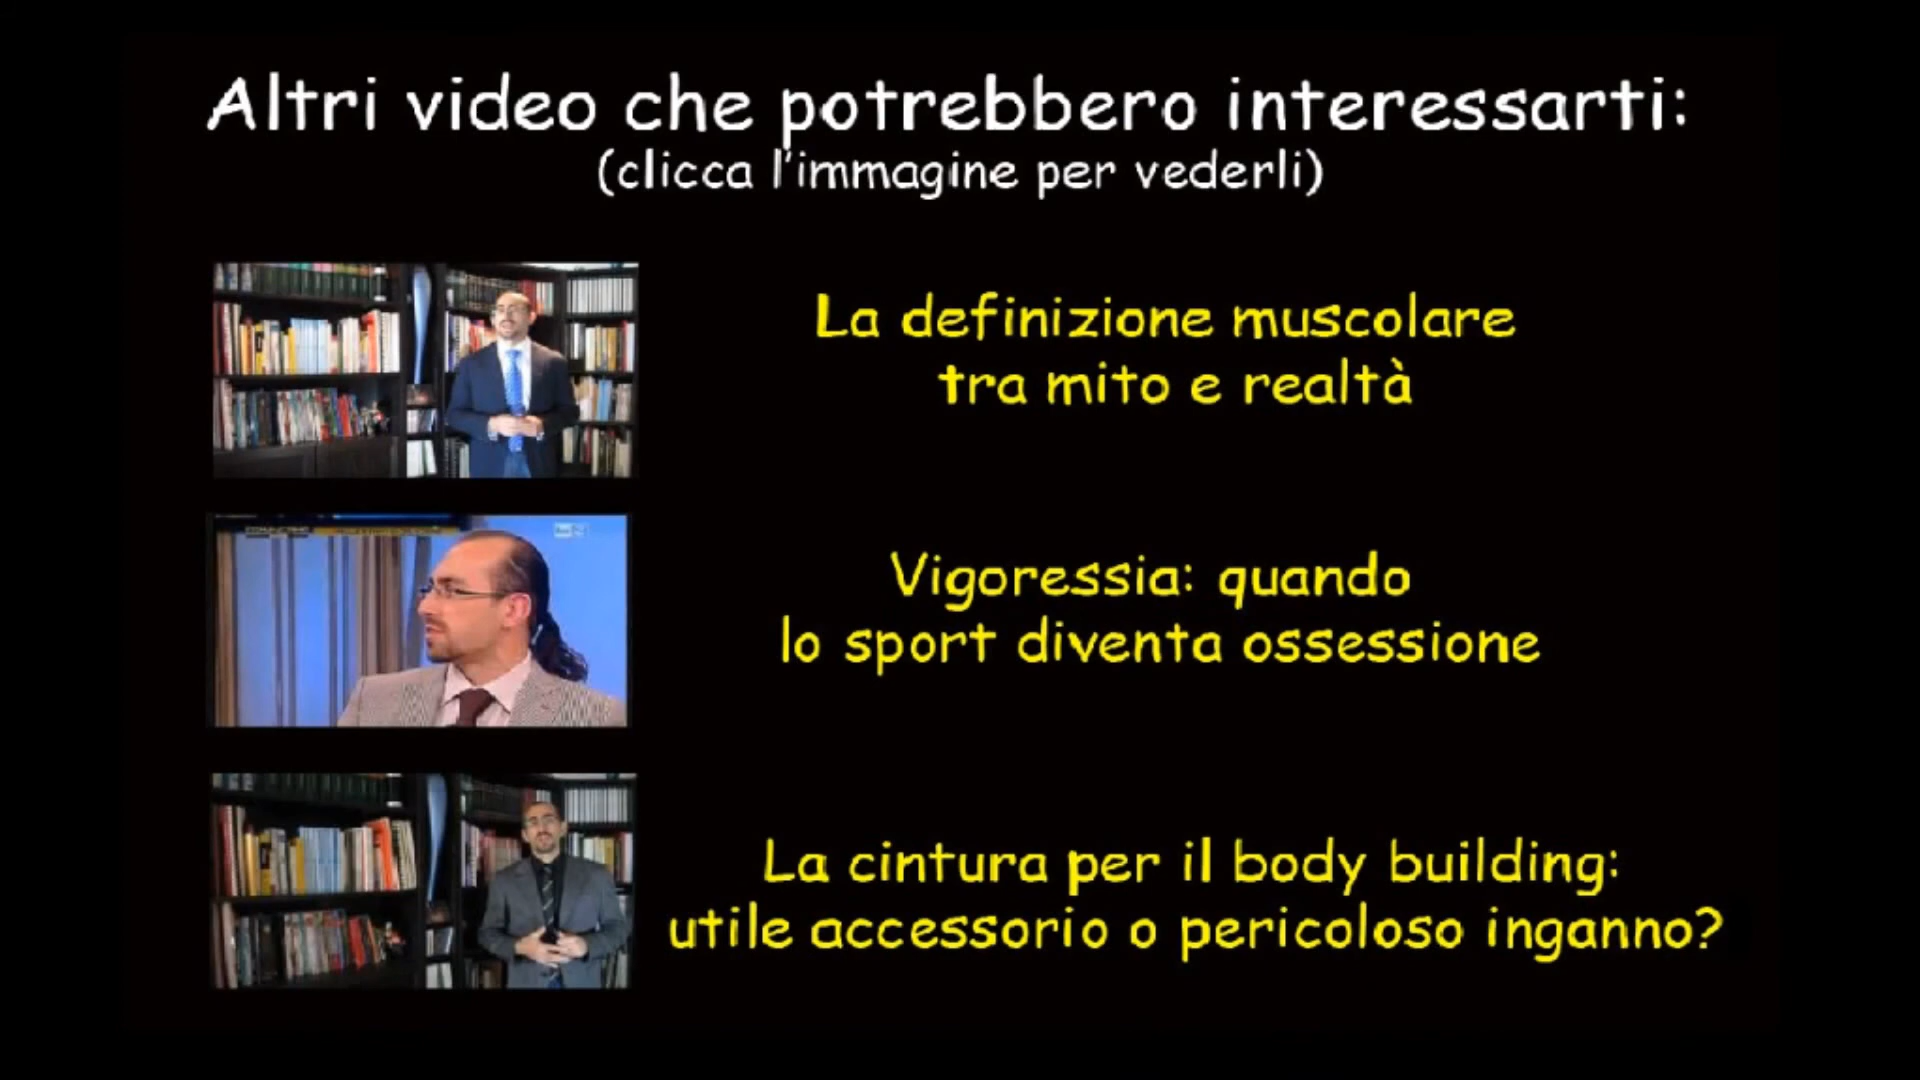 Altri video che potrebbero interessarti:
(clicca l'immagine per vederli)
La definizione muscolare
tra mito e realtà
Vigoressia: quando
lo sport diventa ossessione
La cintura per il body building:
utile accessorio o pericoloso inganno?